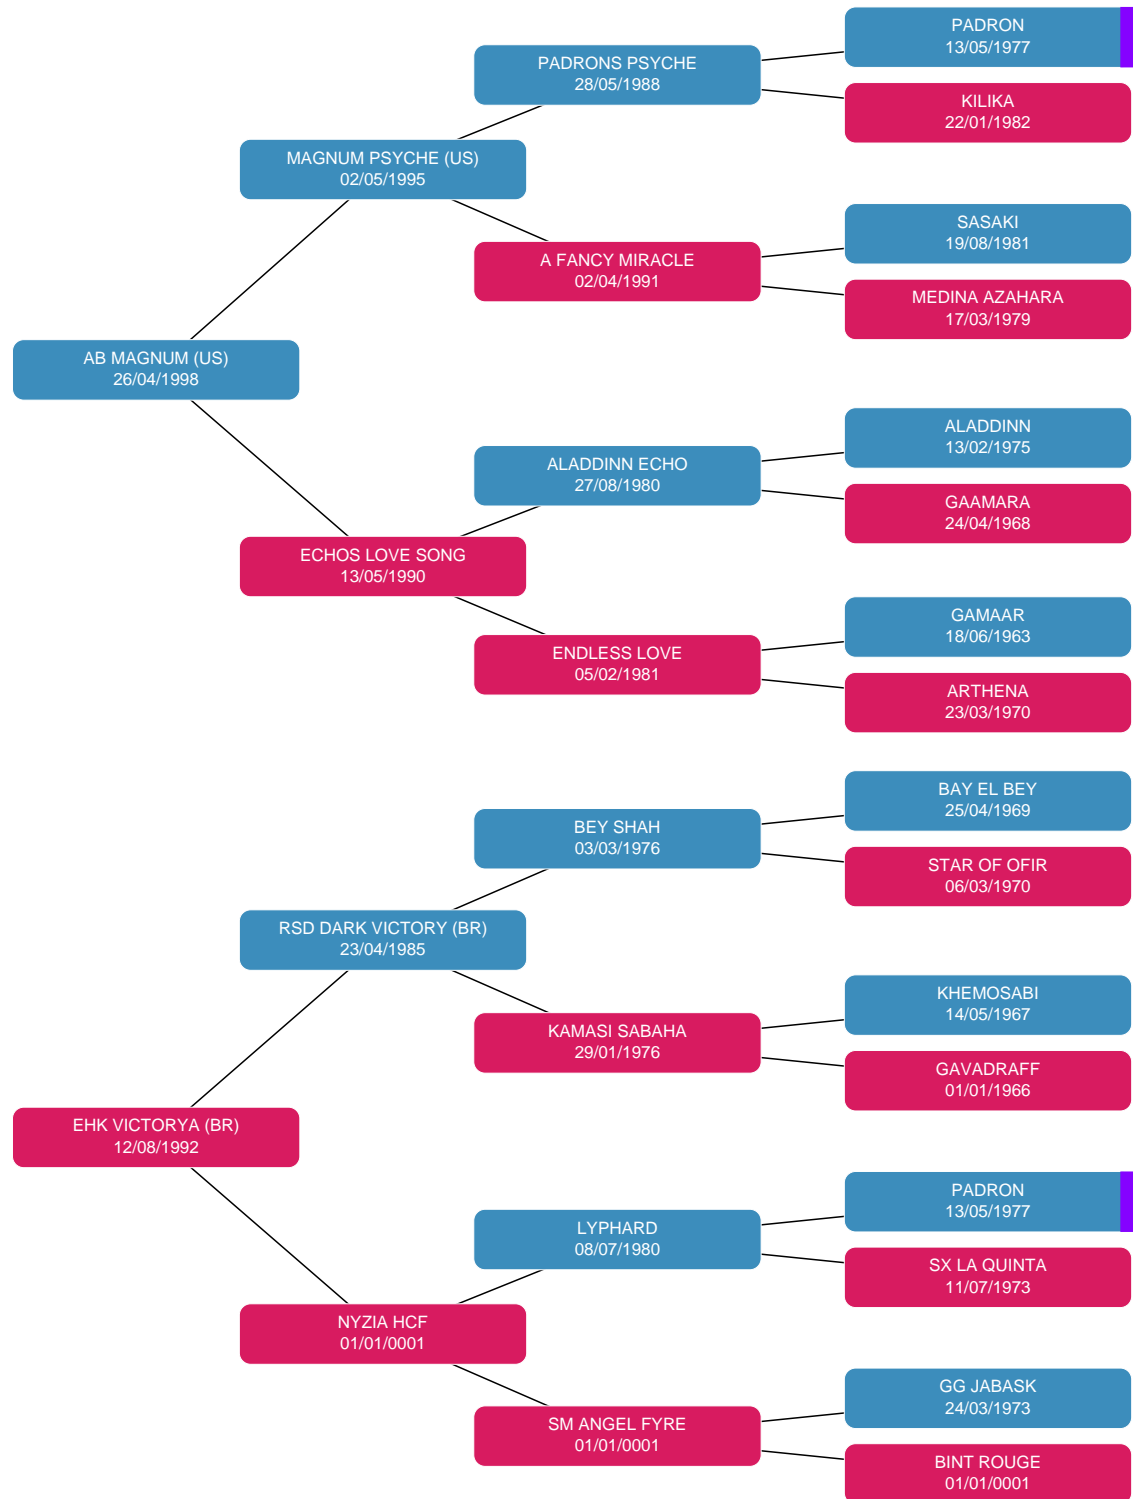 PADRON
13/05/1977
PADRONS PSYCHE
28/05/1988
KILIKA
22/01/1982
MAGNUM PSYCHE (US)
02/05/1995
SASAKI
19/08/1981
A FANCY MIRACLE
02/04/1991
MEDINA AZAHARA
17/03/1979
AB MAGNUM (US)
26/04/1998
ALADDINN
13/02/1975
ALADDINN ECHO
27/08/1980
GAAMARA
24/04/1968
ECHOS LOVE SONG
13/05/1990
GAMAAR
18/06/1963
ENDLESS LOVE
05/02/1981
ARTHENA
23/03/1970
BAY EL BEY
25/04/1969
BEY SHAH
03/03/1976
STAR OF OFIR
06/03/1970
RSD DARK VICTORY (BR)
23/04/1985
KHEMOSABI
14/05/1967
KAMASI SABAHA
29/01/1976
GAVADRAFF
01/01/1966
EHK VICTORYA (BR)
12/08/1992
PADRON
13/05/1977
LYPHARD
08/07/1980
SX LA QUINTA
11/07/1973
NYZIA HCF
01/01/0001
GG JABASK
24/03/1973
SM ANGEL FYRE
01/01/0001
BINT ROUGE
01/01/0001